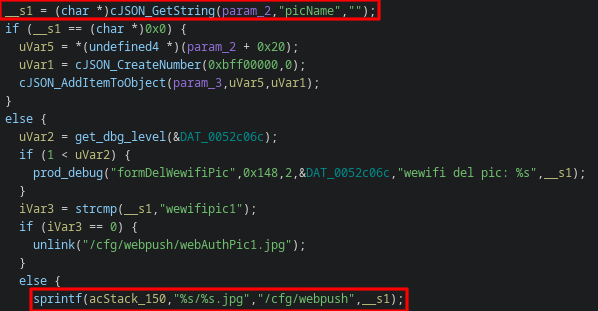 __s1 = (char *)cJSON_GetString(param_2,"picName","");
if (__s1 == (char *)0x0) {
  uVar5 = *(undefined4 *)(param_2 + 0x20);
  uVar1 = cJSON_CreateNumber(0xbff00000,0);
  cJSON_AddItemToObject(param_3,uVar5,uVar1);
}
else {
  uVar2 = get_dbg_level(&DAT_0052c06c);
  if (1 < uVar2) {
    prod_debug("formDelWewifiPic",0x148,2,&DAT_0052c06c,"wewifi del pic: %s",__s1);
  }
  iVar3 = strcmp(__s1,"wewifipic1");
  if (iVar3 == 0) {
    unlink("/cfg/webpush/webAuthPic1.jpg");
  }
  else {
    sprintf(acStack_150,"%s/%s.jpg","/cfg/webpush",__s1);